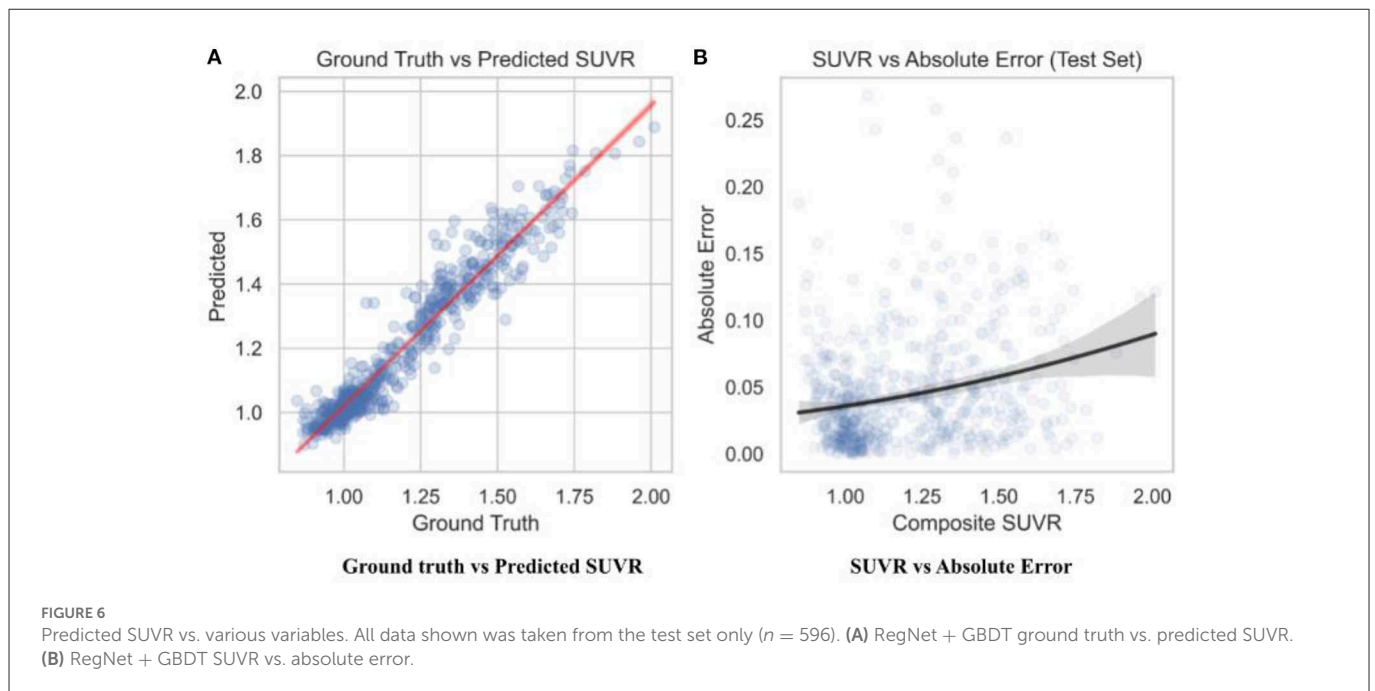 A
Ground Truth vs Predicted SUVR
2.0
1.8
1.6
1.4
1.2
1.0
Predicted
1.00 1.25 1.50 1.75 2.00
Ground Truth
Ground truth vs Predicted SUVR
B
SUVR vs Absolute Error (Test Set)
0.25
0.20
0.15
0.10
0.05
0.00
Absolute Error
1.00 1.25 1.50 1.75 2.00
Composite SUVR
SUVR vs Absolute Error
FIGURE 6
Predicted SUVR vs. various variables. All data shown was taken from the test set only (n = 596). (A) RegNet + GBDT ground truth vs. predicted SUVR.
(B) RegNet + GBDT SUVR vs. absolute error.